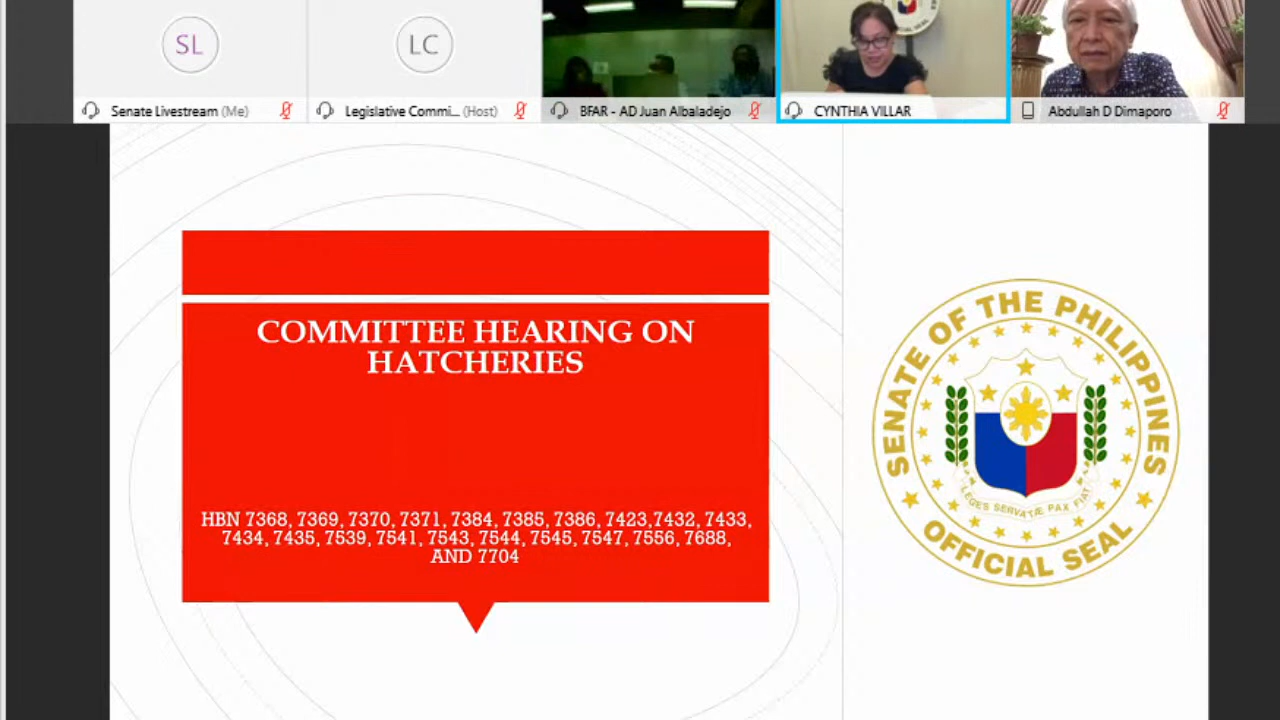 SL
LC
Senate Livestream (Me)
Legislative Commi... (Host)
BFAR - AD Juan Albaladejo
CYNTHIA VILLAR
Abdullah D Dimaporo
COMMITTEE HEARING ON
HATCHERIES
HBN 7368, 7369, 7370, 7371, 7384, 7385, 7386, 7423,7432, 7433,
7434, 7435, 7539, 7541, 7543, 7544, 7545, 7547, 7556, 7688,
AND 7704
SENATE OF THE PHILIPPINES
LEGES SERVATÆ PAX FIAT
OFFICIAL SEAL